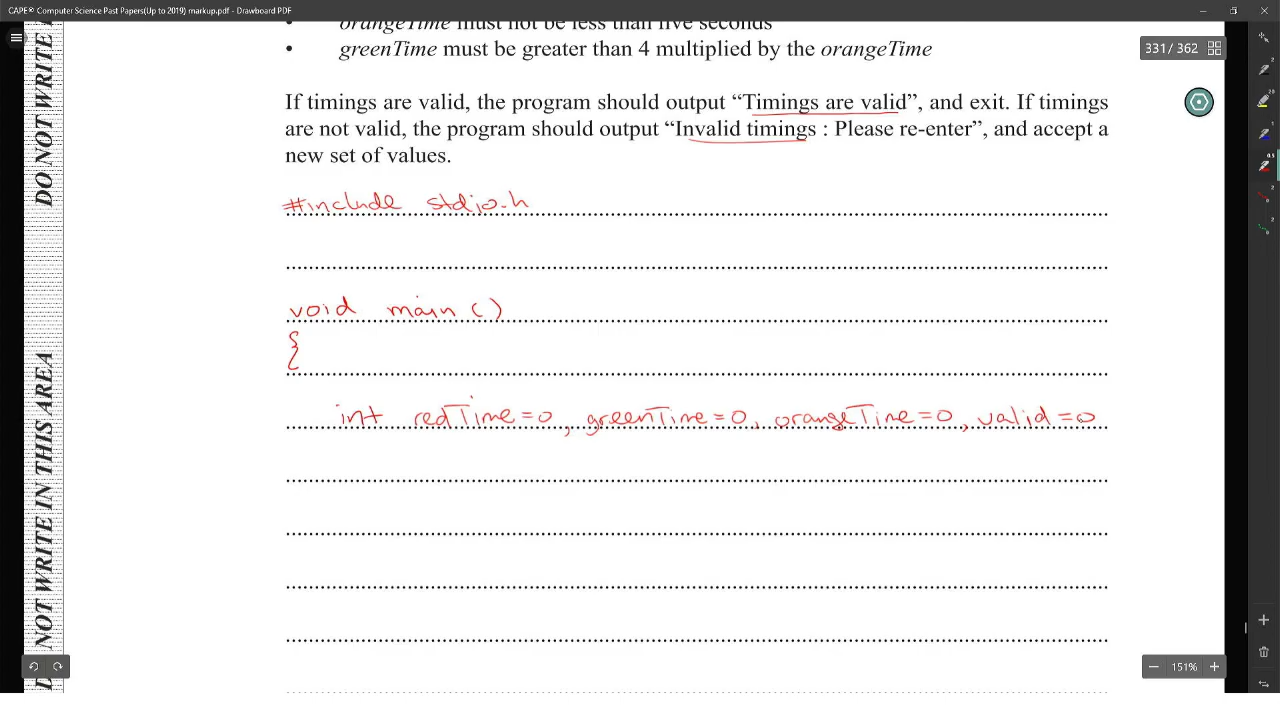 CAPE® Computer Science Past Papers(Up to 2019) markup.pdf - Drawboard PDF
331 / 362
• orangeTime must not be less than five seconds
• greenTime must be greater than 4 multiplied by the orangeTime
If timings are valid, the program should output “Timings are valid”, and exit. If timings
are not valid, the program should output “Invalid timings : Please re-enter”, and accept a
new set of values.
#include stdio.h
void main ()
{
int redTime=0, greenTime=0, orangeTime=0, valid=0
DO NOT WRITE
NOT WRITE IN THIS AREA
151%